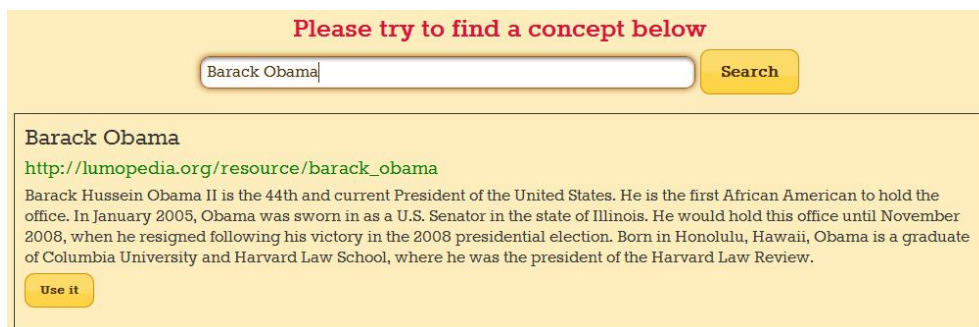 Please try to find a concept below
Barack Obama
Search
Barack Obama
http://lumopedia.org/resource/barack_obama
Barack Hussein Obama II is the 44th and current President of the United States. He is the first African American to hold the
office. In January 2005, Obama was sworn in as a U.S. Senator in the state of Illinois. He would hold this office until November
2008, when he resigned following his victory in the 2008 presidential election. Born in Honolulu, Hawaii, Obama is a graduate
of Columbia University and Harvard Law School, where he was the president of the Harvard Law Review.
Use it